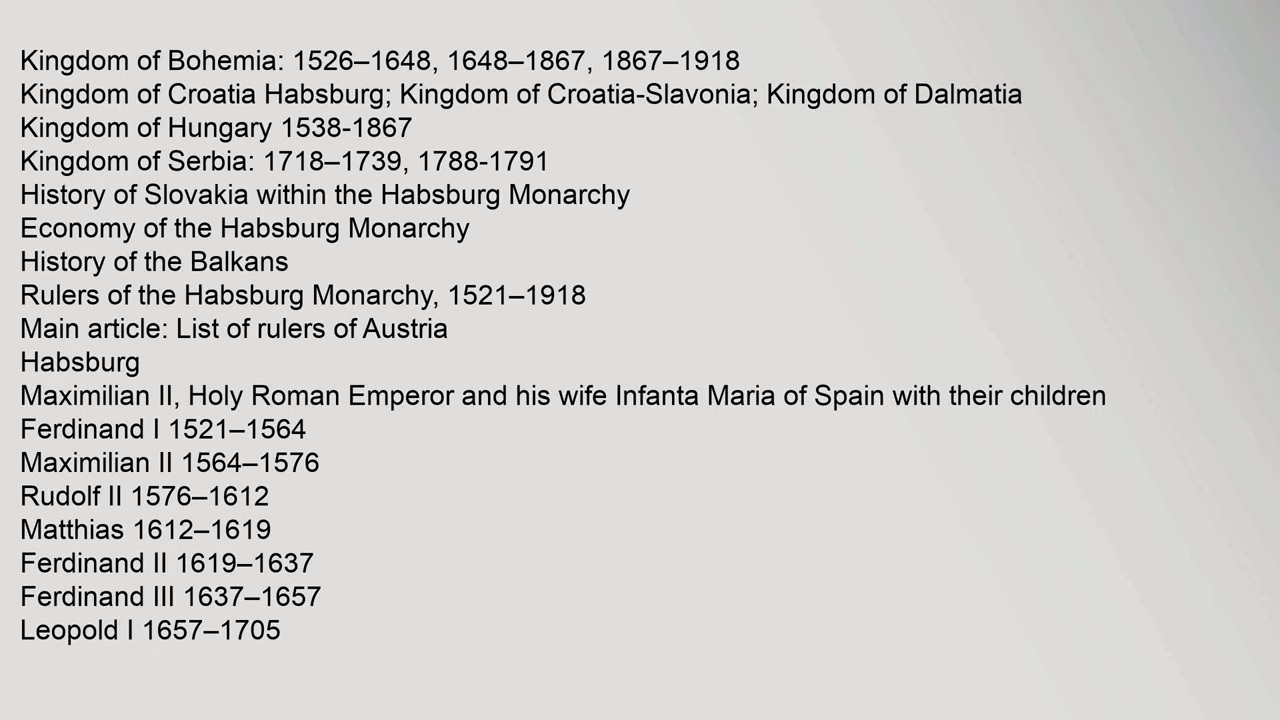 Kingdom of Bohemia: 1526–1648, 1648–1867, 1867–1918
Kingdom of Croatia Habsburg; Kingdom of Croatia-Slavonia; Kingdom of Dalmatia
Kingdom of Hungary 1538-1867
Kingdom of Serbia: 1718–1739, 1788-1791
History of Slovakia within the Habsburg Monarchy
Economy of the Habsburg Monarchy
History of the Balkans
Rulers of the Habsburg Monarchy, 1521–1918
Main article: List of rulers of Austria
Habsburg
Maximilian II, Holy Roman Emperor and his wife Infanta Maria of Spain with their children
Ferdinand I 1521–1564
Maximilian II 1564–1576
Rudolf II 1576–1612
Matthias 1612–1619
Ferdinand II 1619–1637
Ferdinand III 1637–1657
Leopold I 1657–1705